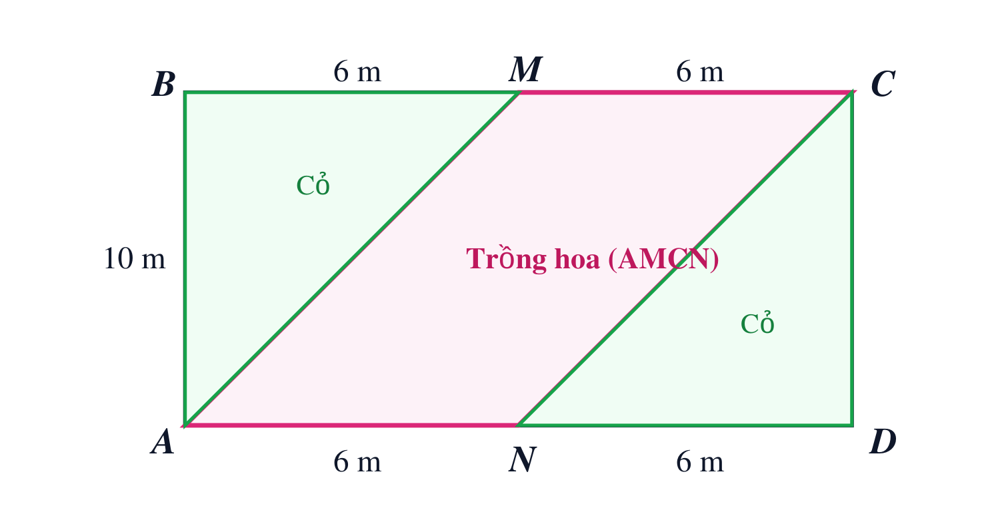 B 6 m M 6 m C
Cỏ
10 m
Trồng hoa (AMCN)
Cỏ
A 6 m N 6 m D